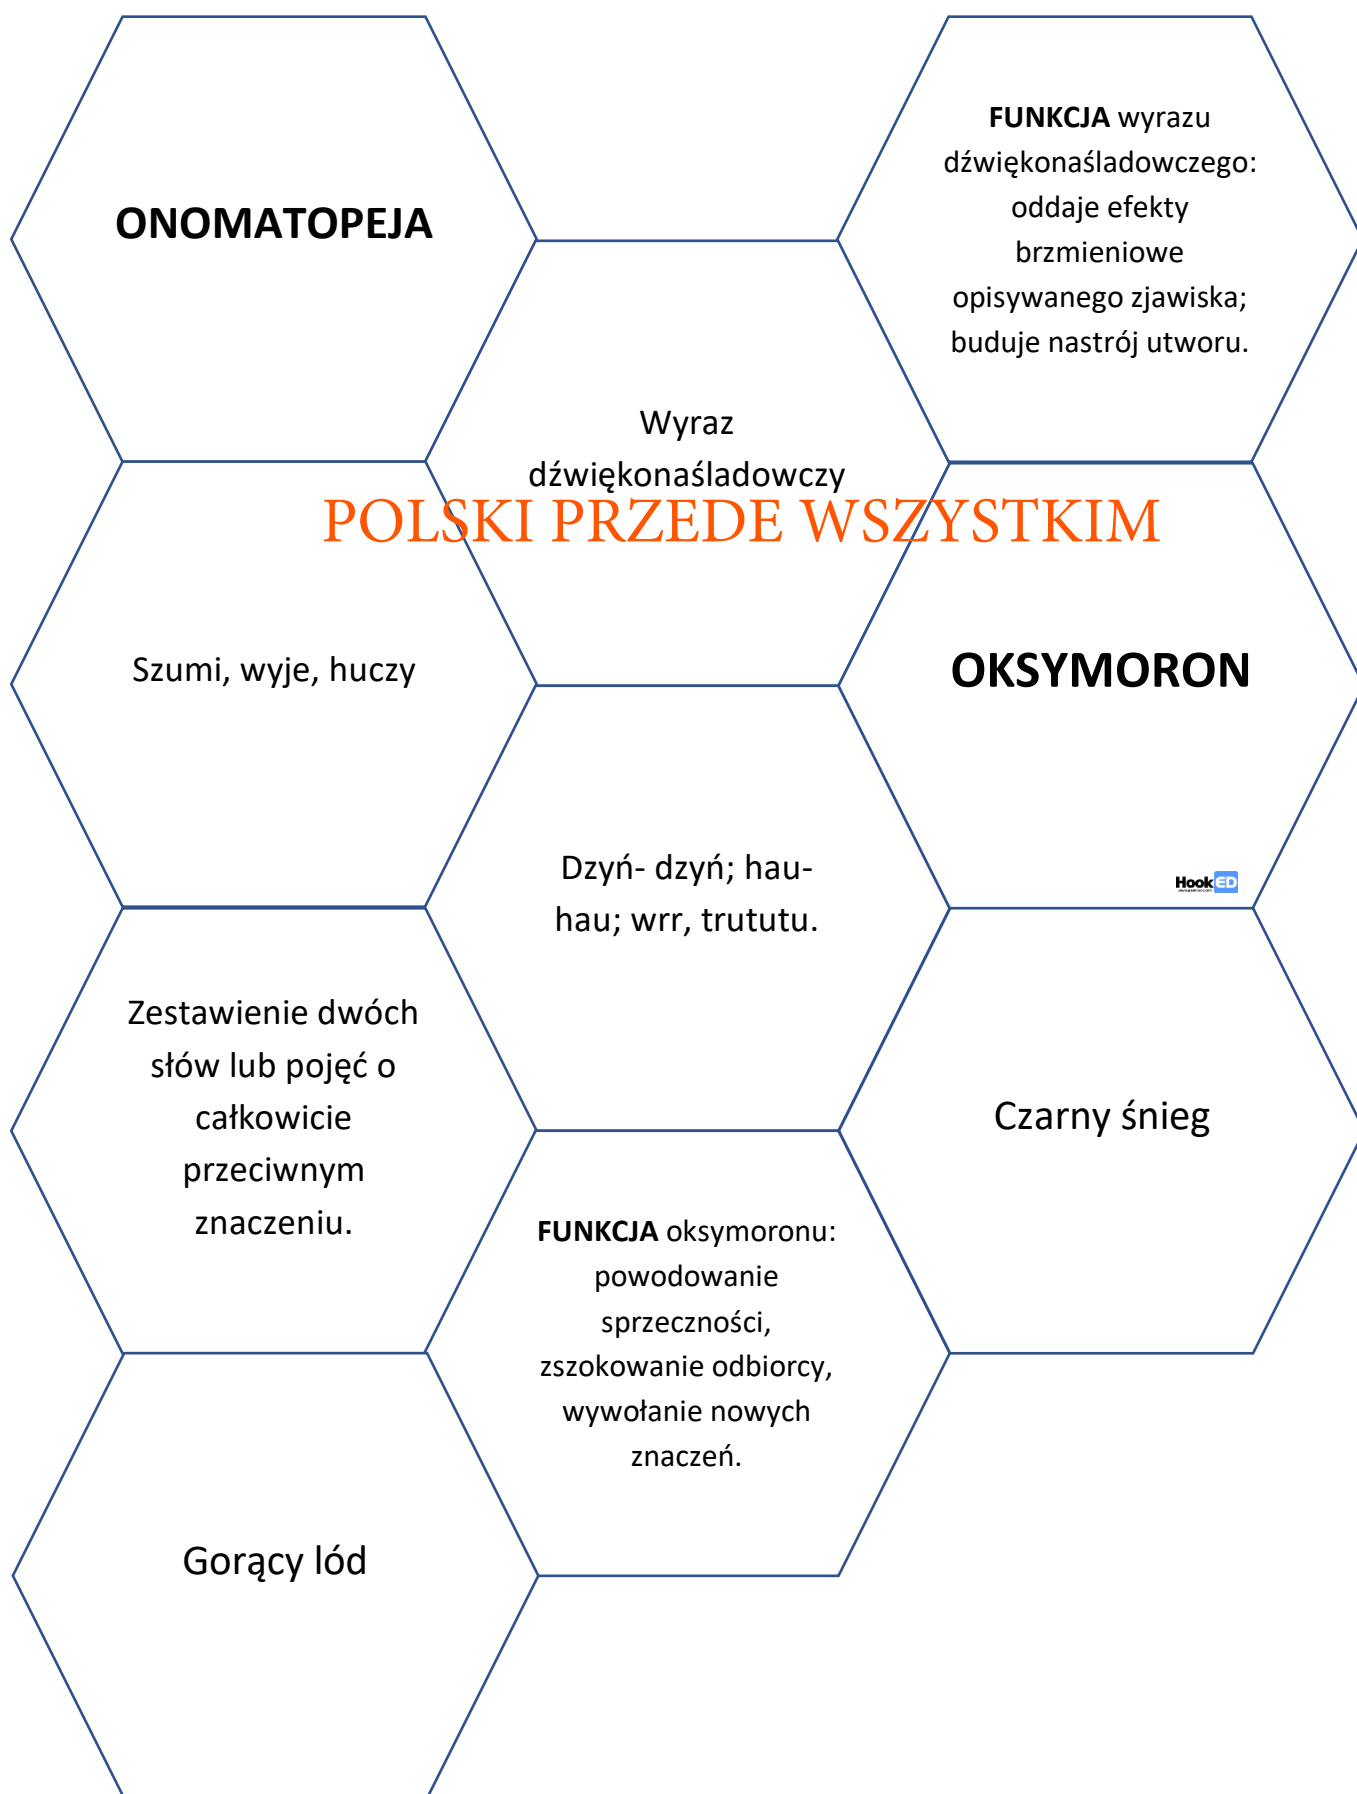 ONOMATOPEJA
FUNKCJA wyrazu
dźwiękonaśladowczego:
oddaje efekty
brzmieniowe
opisywanego zjawiska;
buduje nastrój utworu.
Wyraz
dźwiękonaśladowczy
POLSKI PRZEDE WSZYSTKIM
Szumi, wyje, huczy
OKSYMORON
Dzyń- dzyń; hau-
hau; wrr, trututu.
HookED
Zestawienie dwóch
słów lub pojęć o
całkowicie
przeciwnym
znaczeniu.
Czarny śnieg
FUNKCJA oksymoronu:
powodowanie
sprzeczności,
zszokowanie odbiorcy,
wywołanie nowych
znaczeń.
Gorący lód